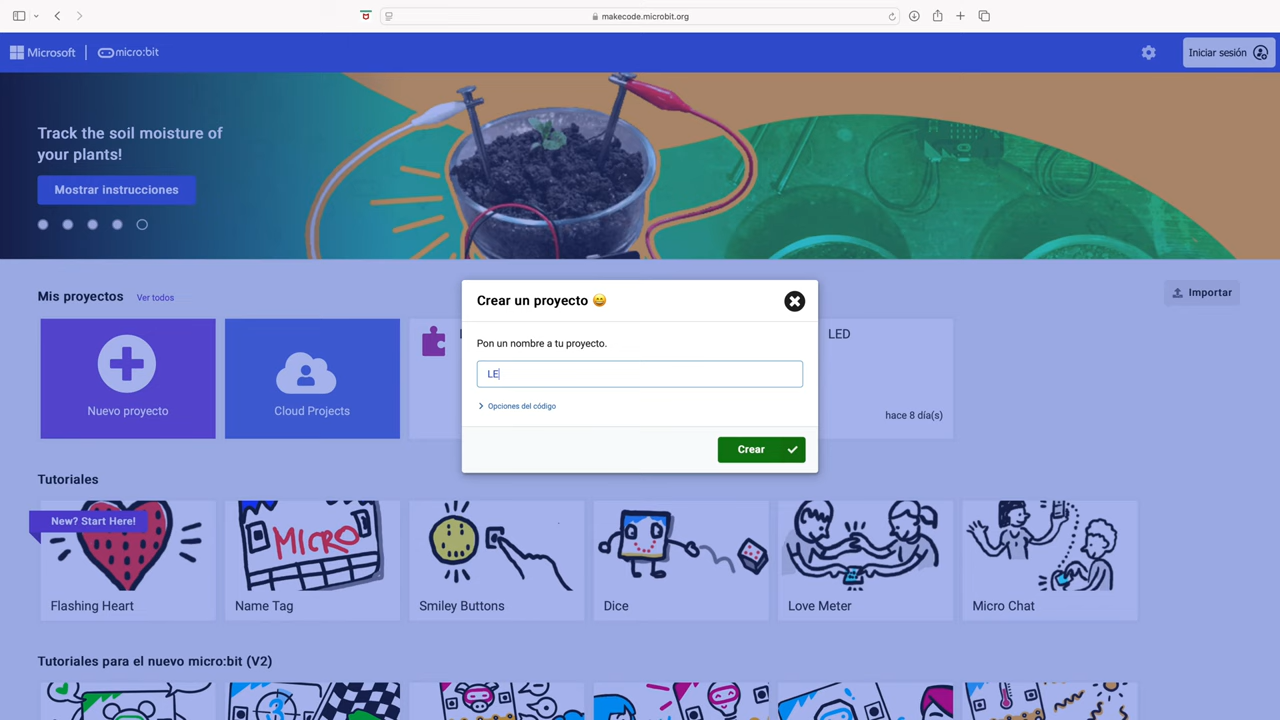 makecode.microbit.org
Microsoft
micro:bit
Iniciar sesión
Track the soil moisture of
your plants!
Mostrar instrucciones
Mis proyectos
Ver todos
Importar
Nuevo proyecto
Cloud Projects
LED
hace 8 día(s)
Crear un proyecto 😄
Pon un nombre a tu proyecto.
LE
Opciones del código
Crear
Tutoriales
New? Start Here!
MICRO
Flashing Heart
Name Tag
Smiley Buttons
Dice
Love Meter
Micro Chat
Tutoriales para el nuevo micro:bit (V2)
3